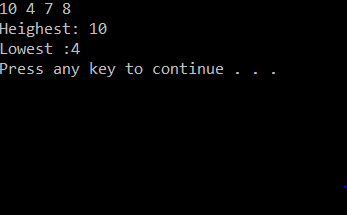 10 4 7 8
Heighest: 10
Lowest :4
Press any key to continue . . .